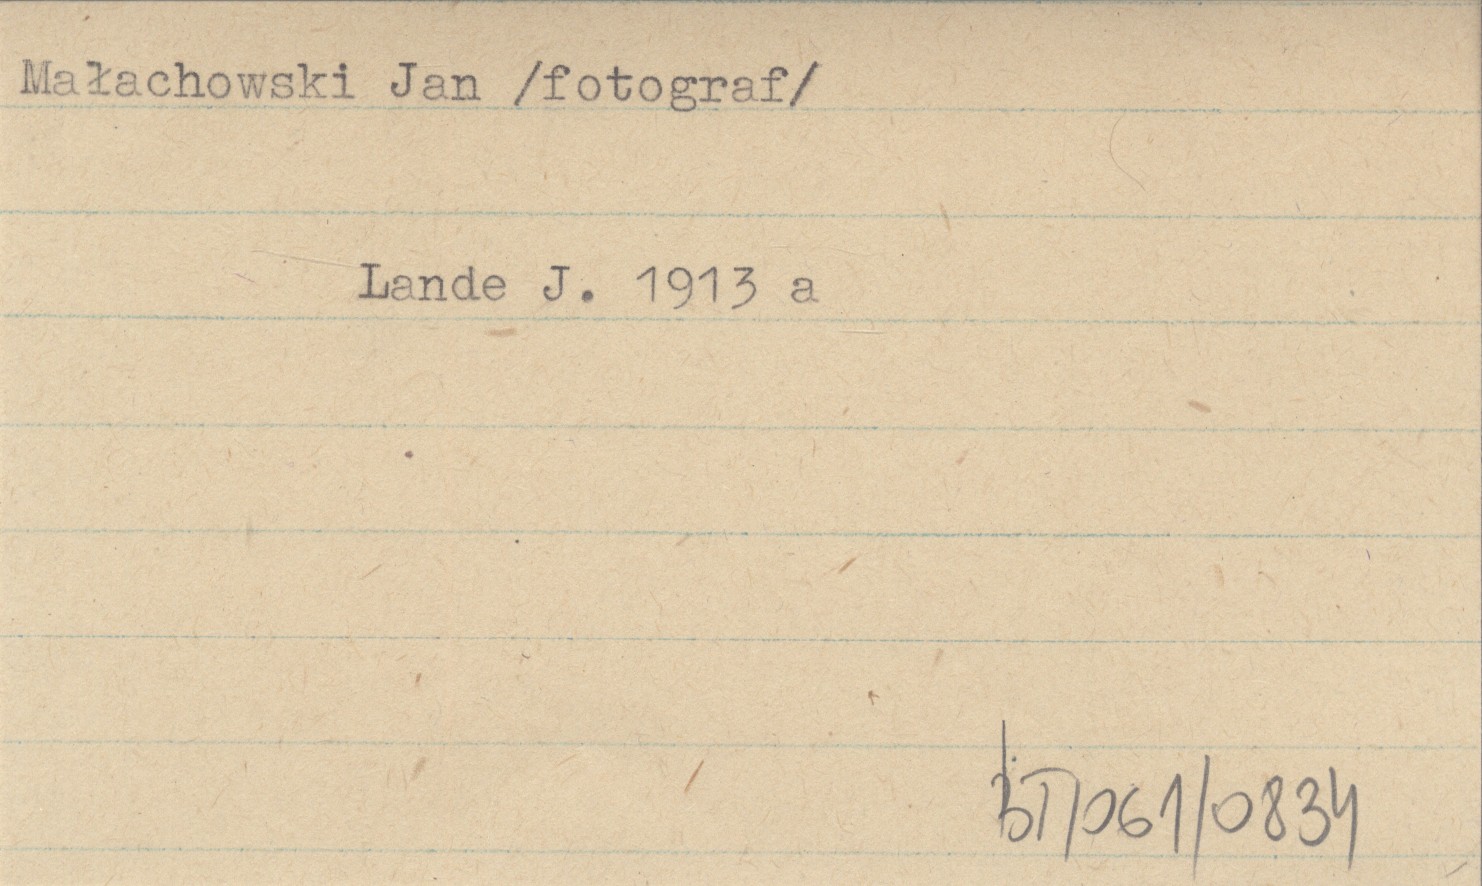 Małachowski Jan /fotograf/
Lande J. 1913 a
BT/061/0834